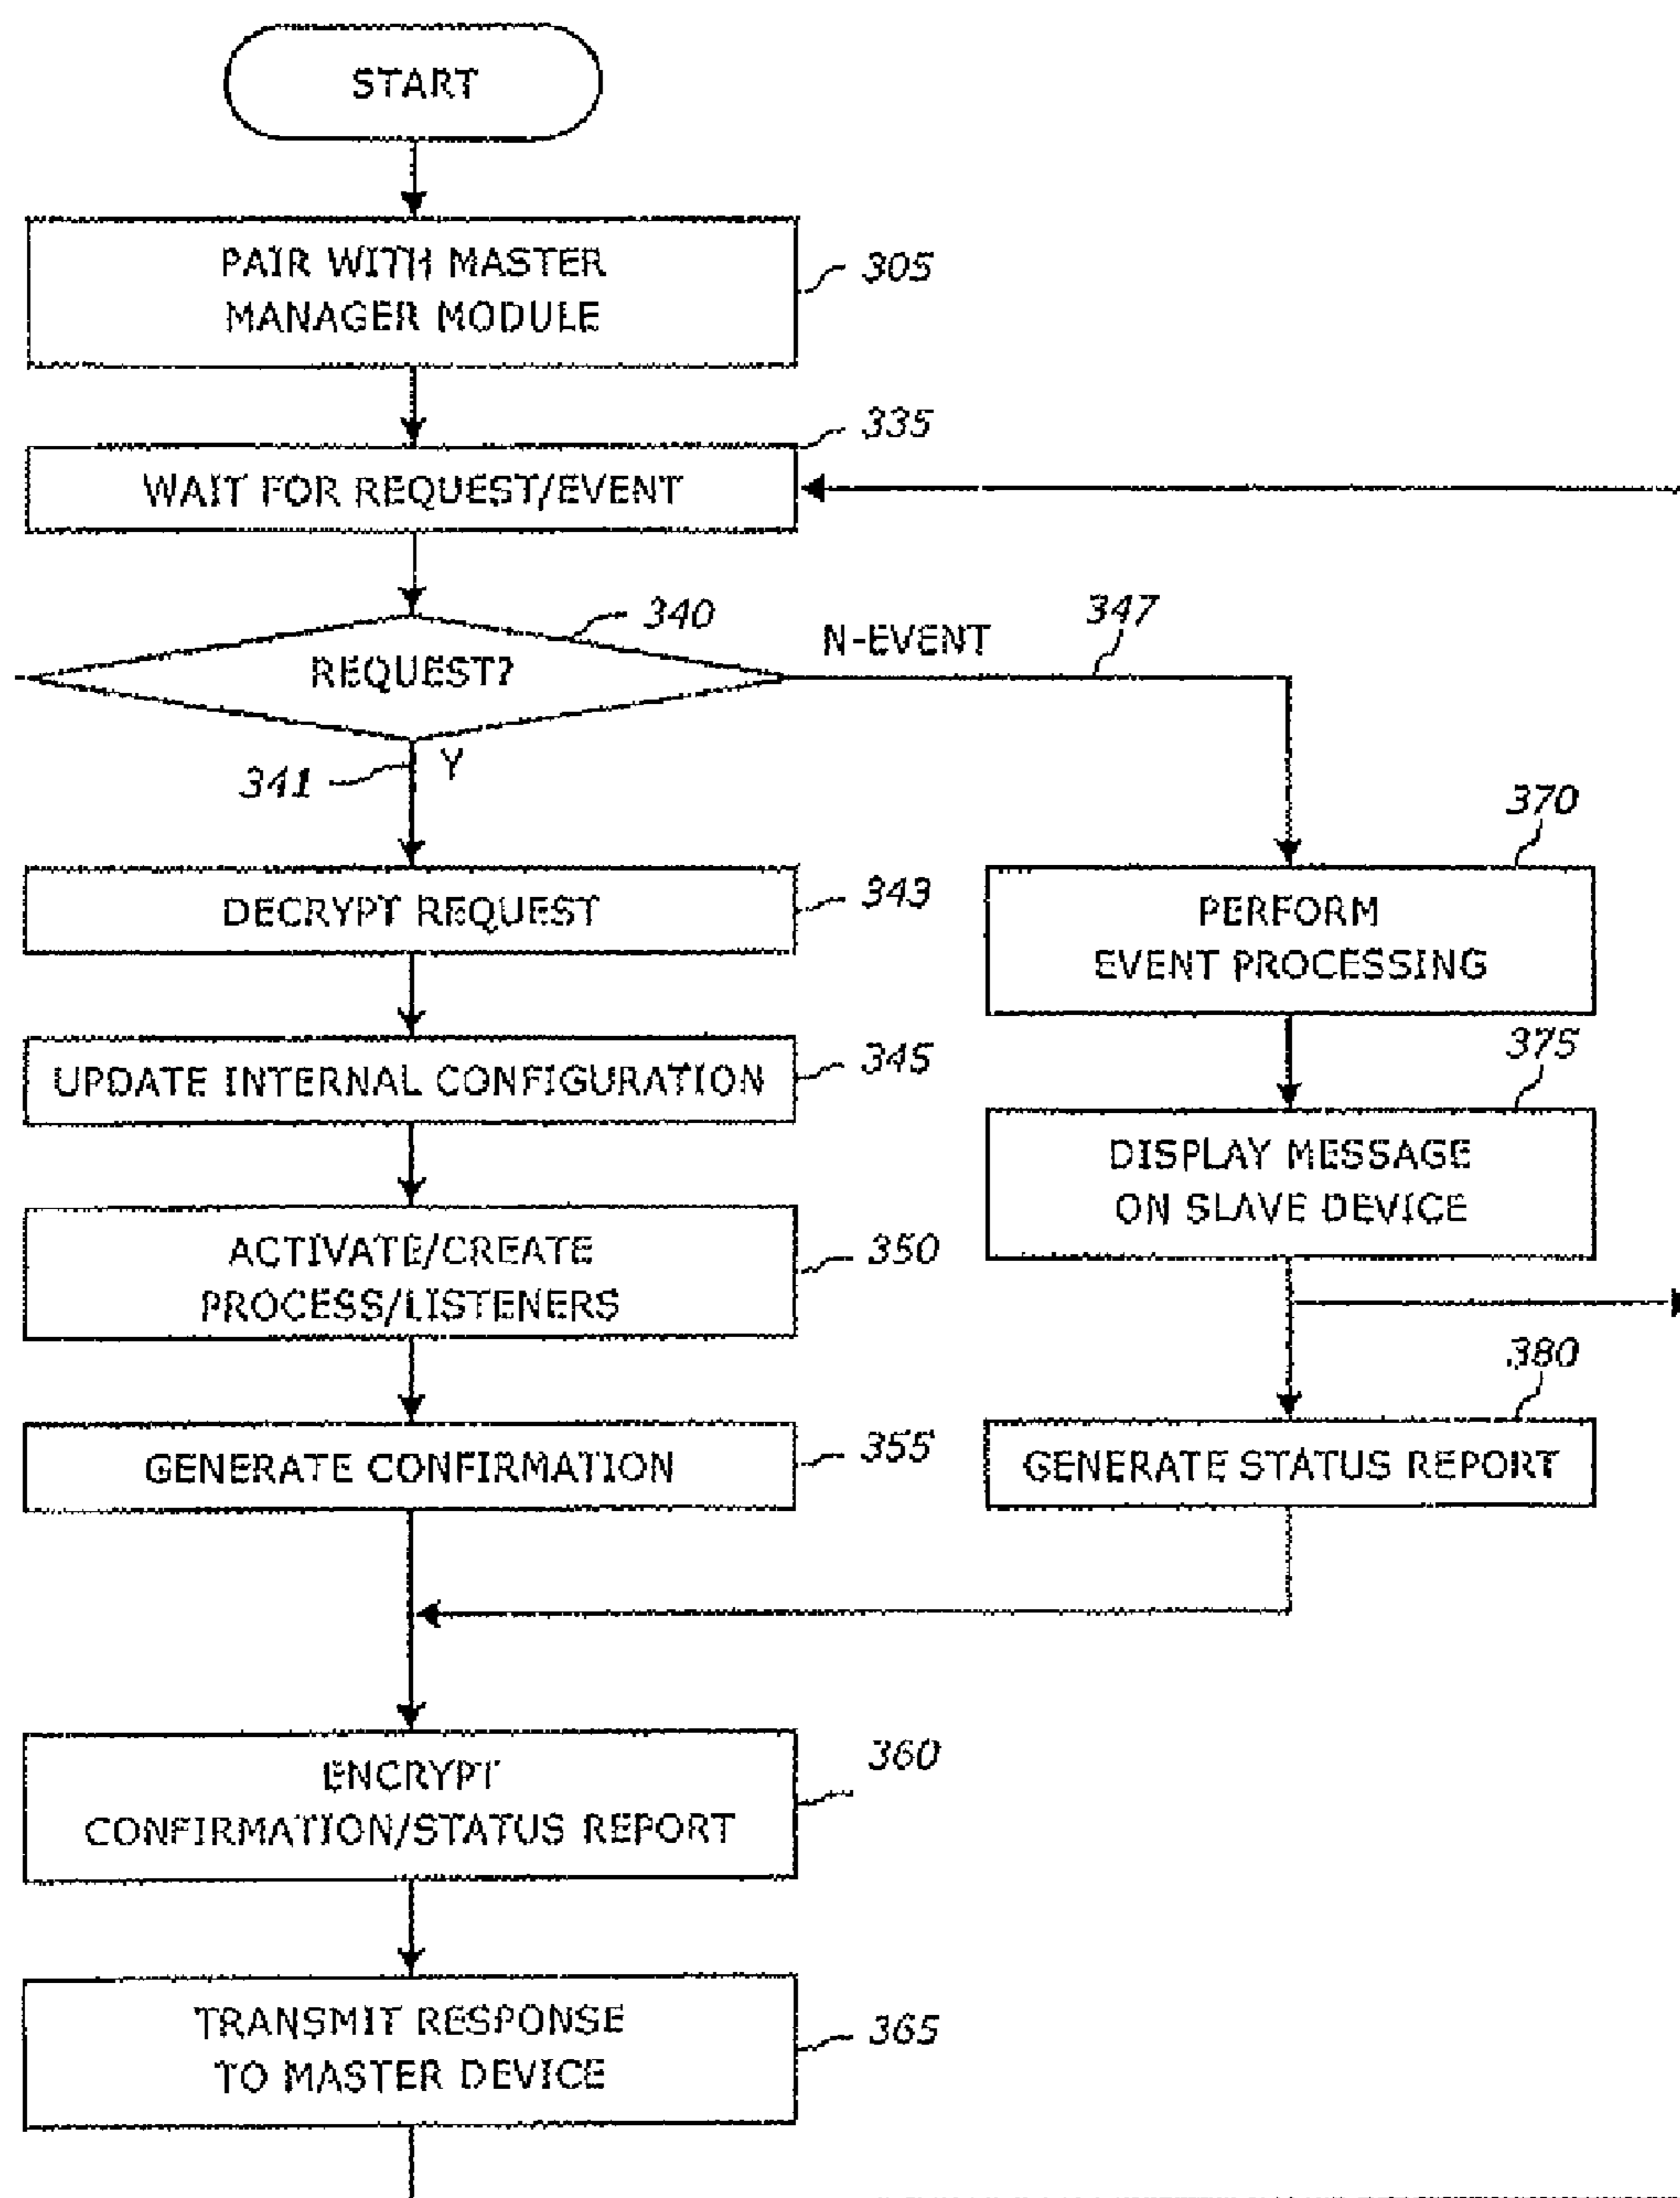 START
PAIR WITH MASTER
MANAGER MODULE
305
335
WAIT FOR REQUEST/EVENT
340
REQUEST?
N-EVENT
347
341
Y
DECRYPT REQUEST
343
370
PERFORM
EVENT PROCESSING
UPDATE INTERNAL CONFIGURATION
345
375
DISPLAY MESSAGE
ON SLAVE DEVICE
ACTIVATE/CREATE
PROCESS/LISTENERS
350
380
GENERATE CONFIRMATION
355
GENERATE STATUS REPORT
ENCRYPT
CONFIRMATION/STATUS REPORT
360
TRANSMIT RESPONSE
TO MASTER DEVICE
365